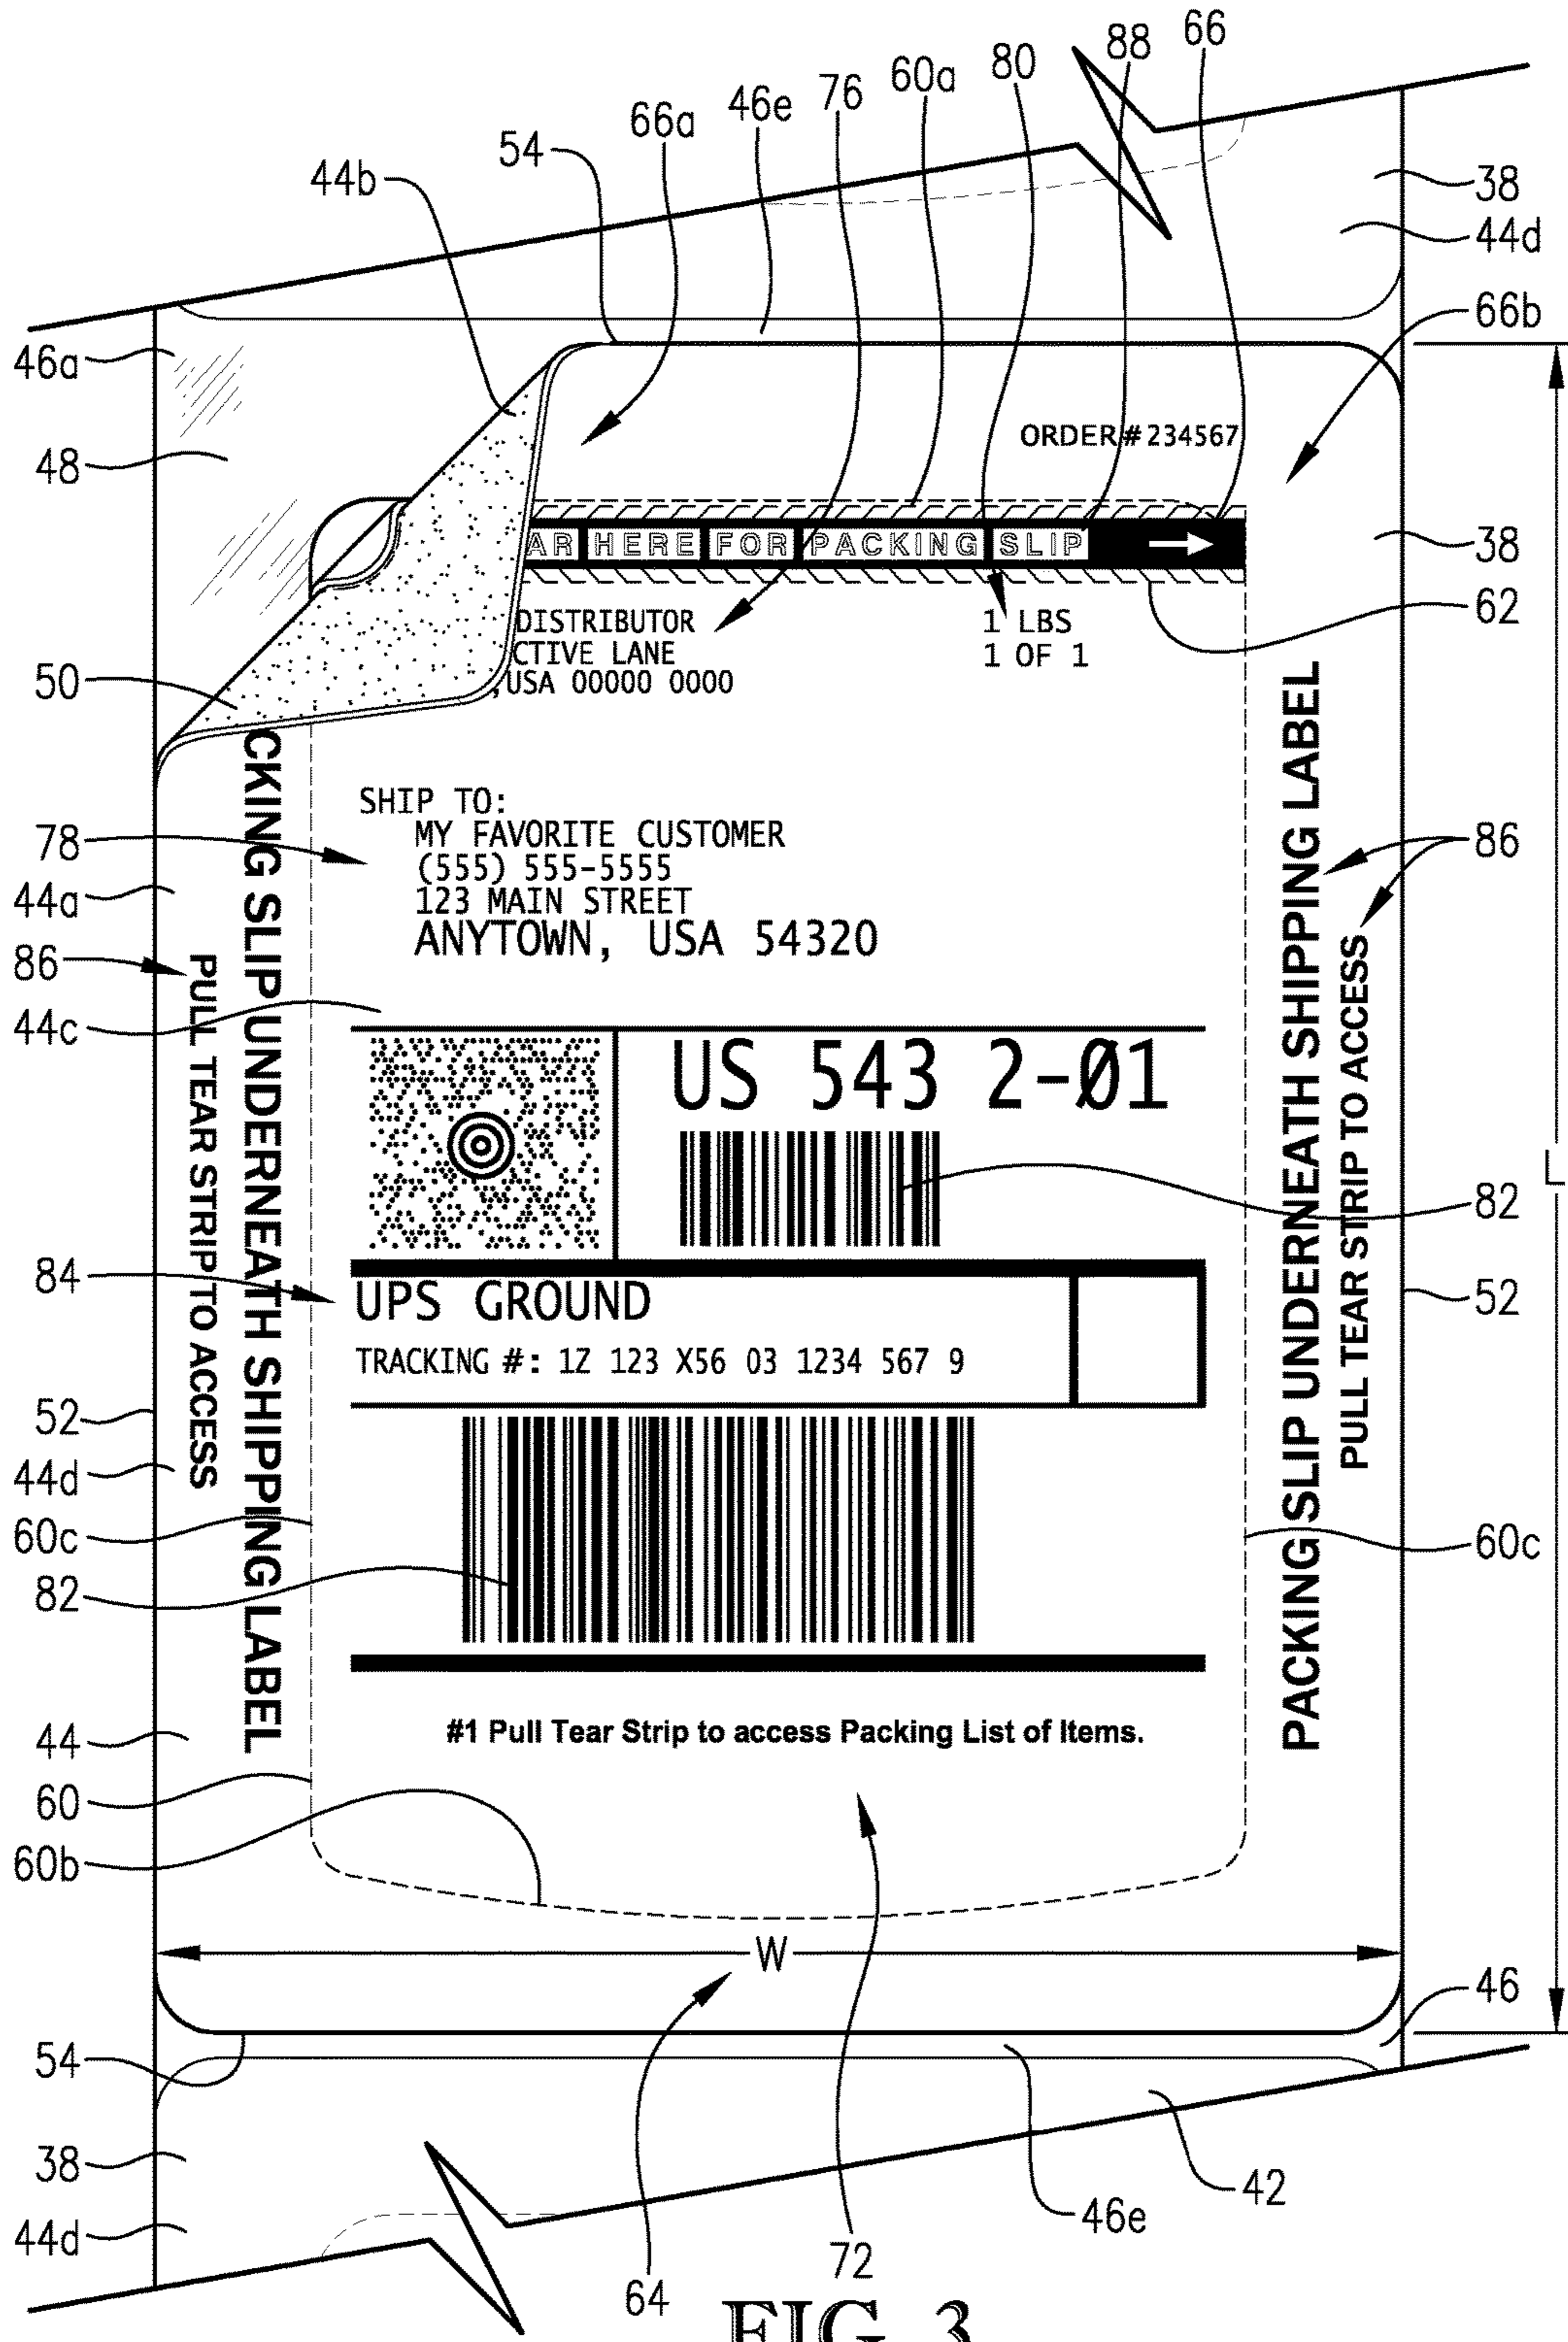 88
66
80
60a
76
46e
66a
54
44b
38
44d
66b
46a
48
ORDER# 234567
AR HERE FOR PACKING SLIP
38
62
DISTRIBUTOR
CTIVE LANE
,USA 00000 0000
1 LBS
1 OF 1
50
CKING SLIP UNDERNEATH SHIPPING LABEL
PULL TEAR STRIP TO ACCESS
PACKING SLIP UNDERNEATH SHIPPING LABEL
PULL TEAR STRIP TO ACCESS
SHIP TO:
MY FAVORITE CUSTOMER
(555) 555-5555
123 MAIN STREET
ANYTOWN, USA 54320
78
86
44a
86
44c
US 543 2-01
L
82
84
UPS GROUND
52
TRACKING #: 1Z 123 X56 03 1234 567 9
52
44d
60c
60c
82
#1 Pull Tear Strip to access Packing List of Items.
44
60
60b
W
46
54
38
42
46e
44d
72
64
FIG. 3